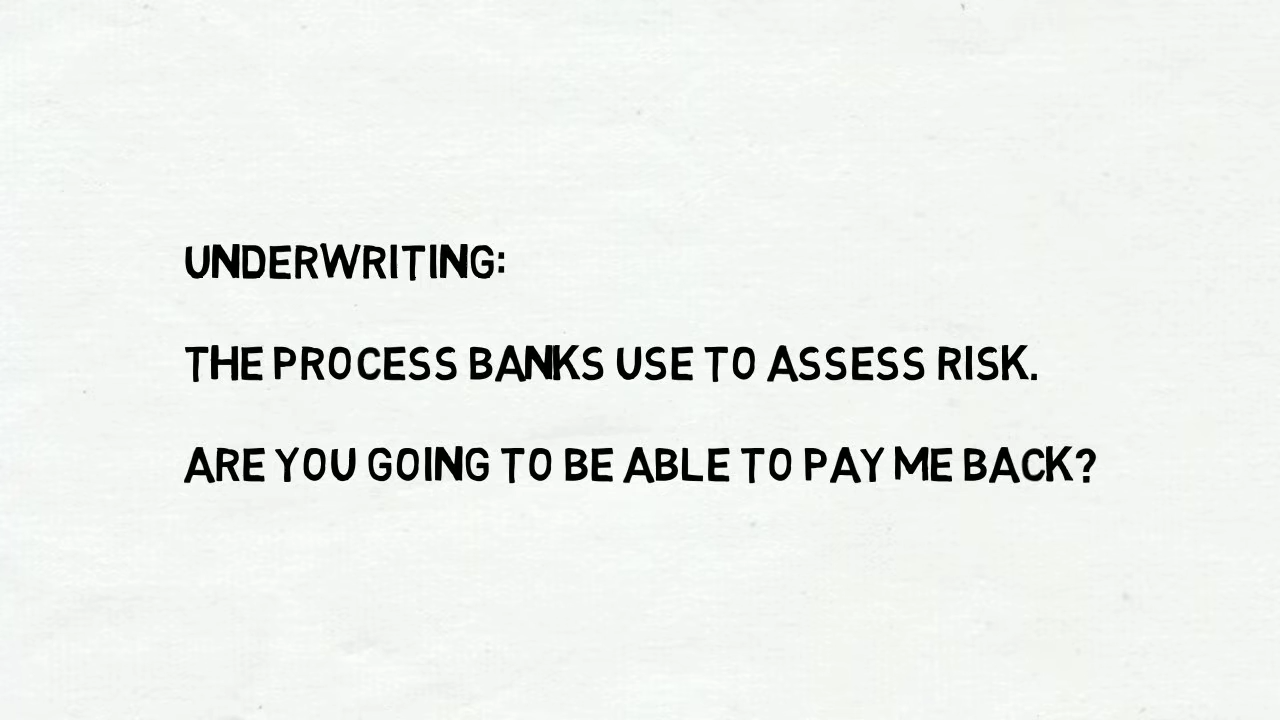 UNDERWRITING:
THE PROCESS BANKS USE TO ASSESS RISK.
ARE YOU GOING TO BE ABLE TO PAY ME BACK?